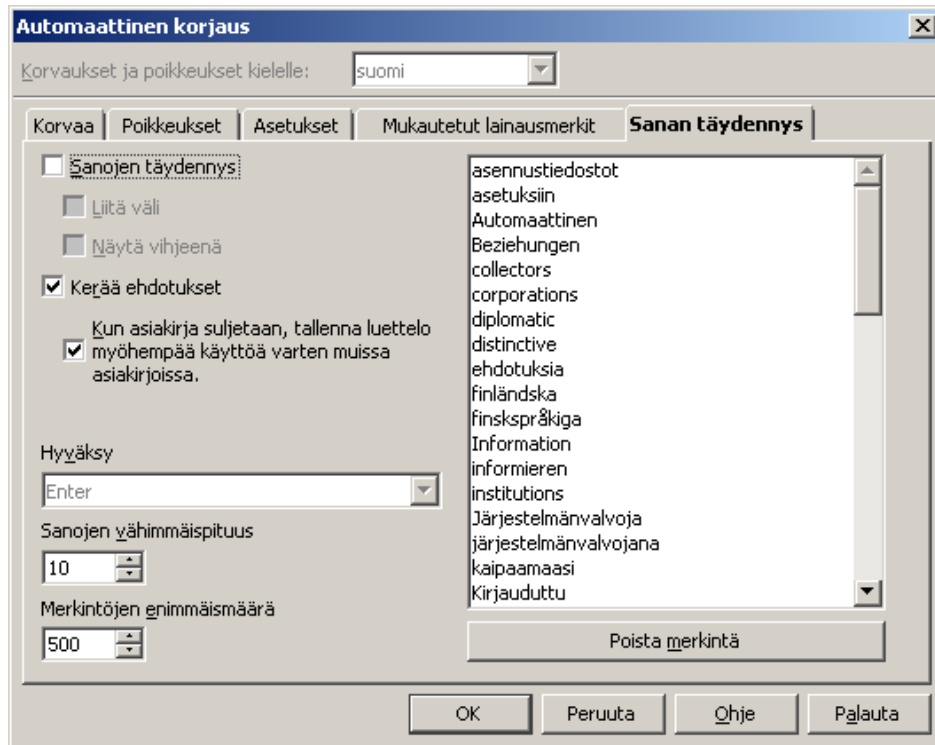 Automaattinen korjaus
Korvaukset ja poikkeukset kielelle:
suomi
Korvaa
Poikkeukset
Asetukset
Mukautetut lainausmerkit
Sanan täydennys
Sanojen täydennys
Liitä väli
Näytä vihjeenä
Kerää ehdotukset
Kun asiakirja suljetaan, tallenna luettelo
myöhempää käyttöä varten muissa
asiakirjoissa.
Hyväksy
Enter
Sanojen vähimmäispituus
10
Merkintöjen enimmäismäärä
500
asennustiedostot
asetuksiin
Automaattinen
Beziehungen
collectors
corporations
diplomatic
distinctive
ehdotuksia
finländska
finskspråkiga
Information
informieren
institutions
Järjestelmänvalvoja
järjestelmänvalvojana
kaipaamaasi
Kirjauduttu
Poista merkintä
OK
Peruuta
Ohje
Palauta